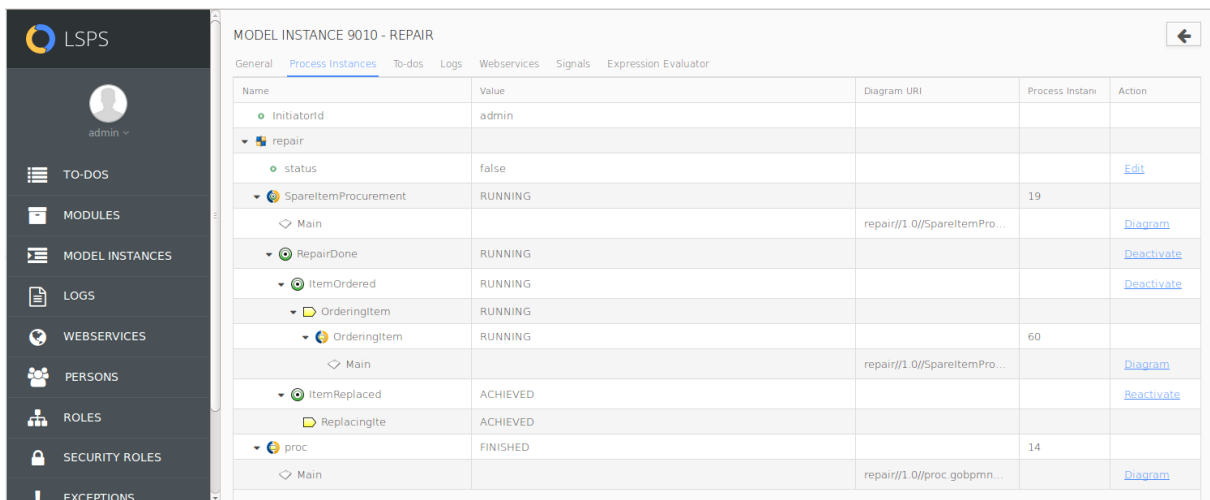 LSPS
admin
TO-DOS
MODULES
MODEL INSTANCES
LOGS
WEBSERVICES
PERSONS
ROLES
SECURITY ROLES
EXCEPTIONS
MODEL INSTANCE 9010 - REPAIR
General Process Instances To-dos Logs Webservices Signals Expression Evaluator
Name Value Diagram URI Process Instan Action
InitiatorId admin
repair
status false Edit
SpareItemProcurement RUNNING 19
Main repair//1.0//SpareItemPro... Diagram
RepairDone RUNNING Deactivate
ItemOrdered RUNNING Deactivate
OrderingItem RUNNING
OrderingItem RUNNING 60
Main repair//1.0//SpareItemPro... Diagram
ItemReplaced ACHIEVED Reactivate
ReplacingIte ACHIEVED
proc FINISHED 14
Main repair//1.0//proc.gobpmn... Diagram